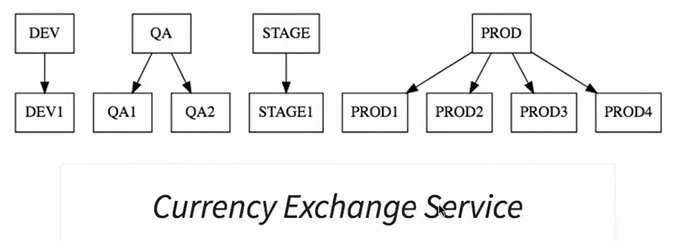 DEV QA STAGE PROD
DEV1 QA1 QA2 STAGE1 PROD1 PROD2 PROD3 PROD4
Currency Exchange Service